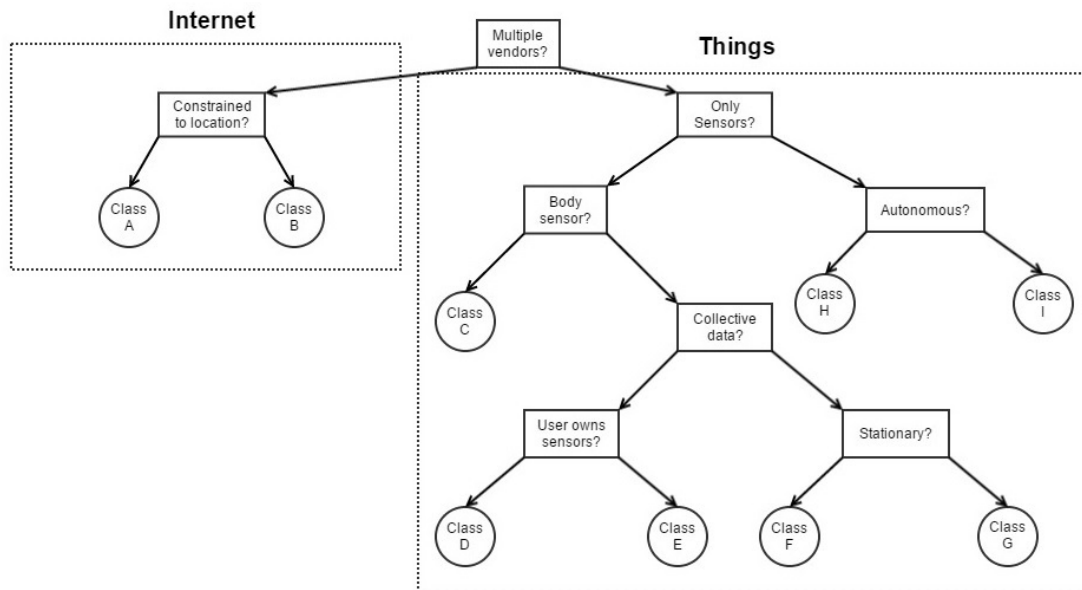 Internet
Multiple
vendors?
Things
Constrained
to location?
Only
Sensors?
Class
A
Class
B
Body
sensor?
Autonomous?
Class
C
Class
H
Class
I
Collective
data?
User owns
sensors?
Stationary?
Class
D
Class
E
Class
F
Class
G